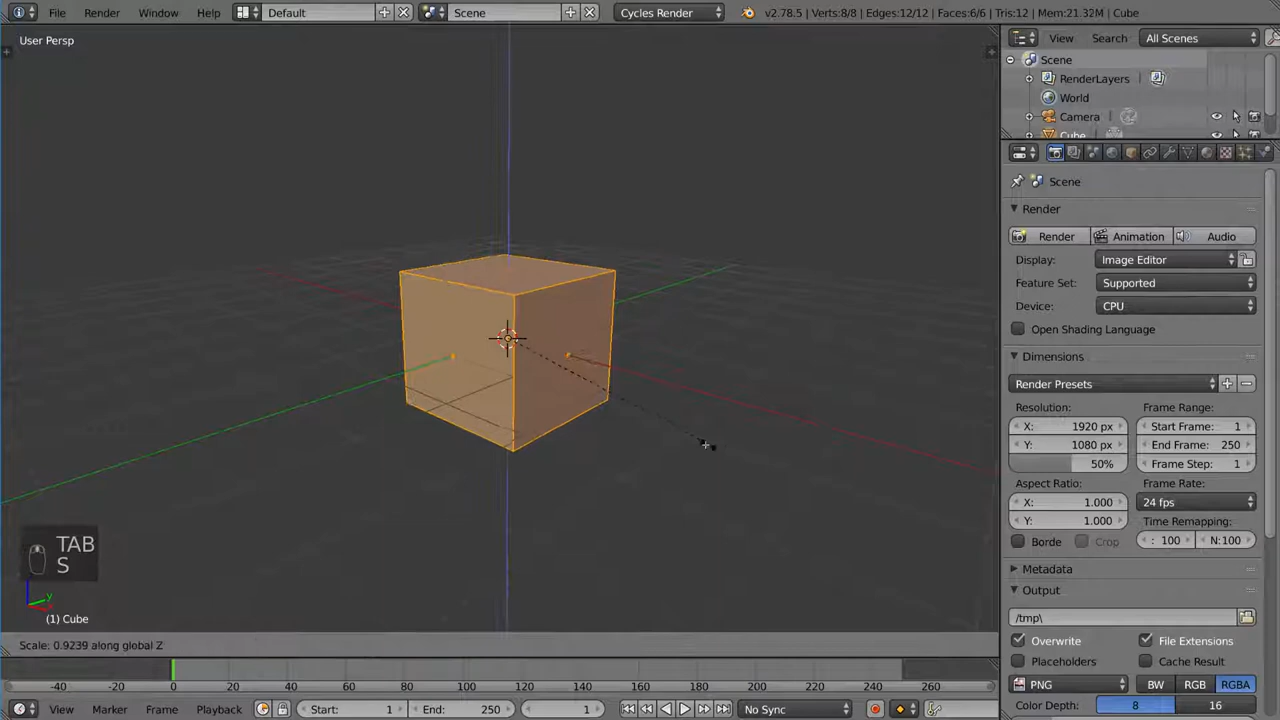 File Render Window Help Default Scene Cycles Render v2.78.5 | Verts:8/8 | Edges:12/12 | Faces:6/6 | Tris:12 | Mem:21.32M | Cube
User Persp
View Search All Scenes
Scene
RenderLayers
World
Camera
Cube
Scene
Render
Render Animation Audio
Display: Image Editor
Feature Set: Supported
Device: CPU
Open Shading Language
Dimensions
Render Presets
Resolution: Frame Range:
X: 1920 px Start Frame: 1
Y: 1080 px End Frame: 250
50% Frame Step: 1
Aspect Ratio: Frame Rate:
X: 1.000 24 fps
Y: 1.000 Time Remapping:
Borde Crop : 100 N:100
Metadata
Output
/tmp\
Overwrite File Extensions
Placeholders Cache Result
PNG BW RGB RGBA
Color Depth: 8 16
TAB
S
(1) Cube
Scale: 0.9239 along global Z
-40 -20 0 20 40 60 80 100 120 140 160 180 200 220 240 260
View Marker Frame Playback Start: 1 End: 250 1 No Sync